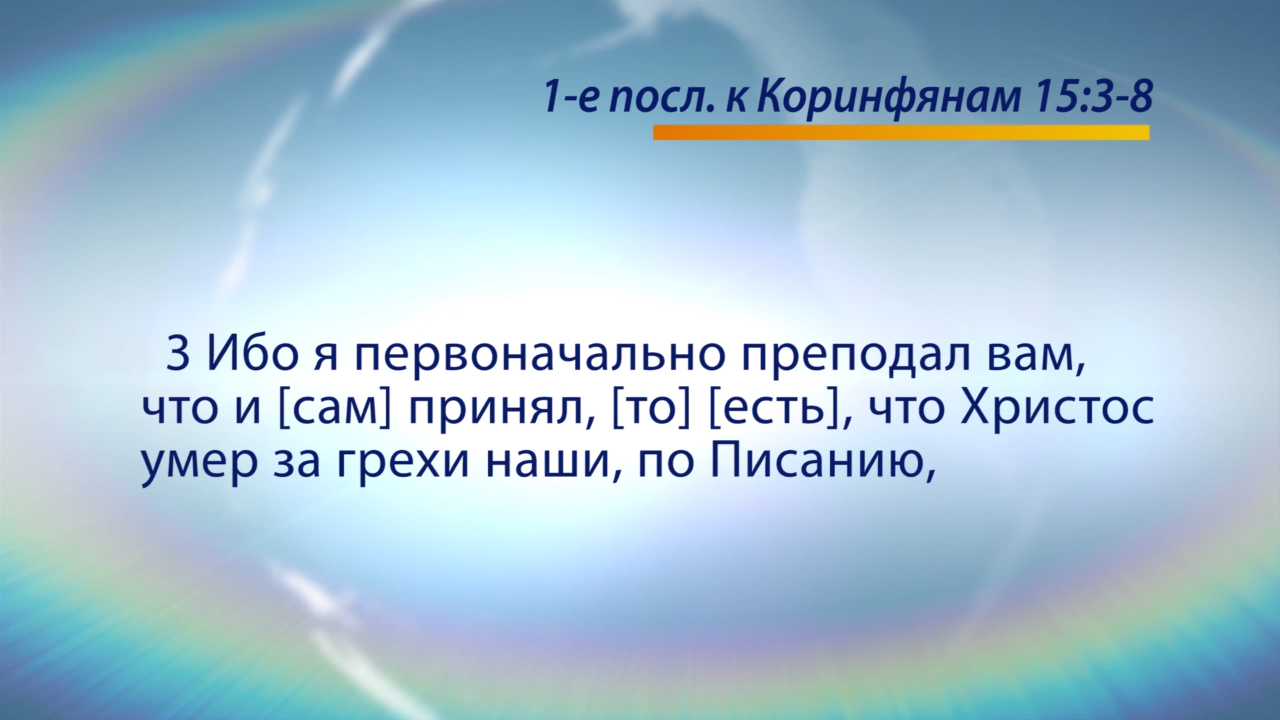 1-е посл. к Коринфянам 15:3-8
3 Ибо я первоначально преподал вам,
что и [сам] принял, [то] [есть], что Христос
умер за грехи наши, по Писанию,